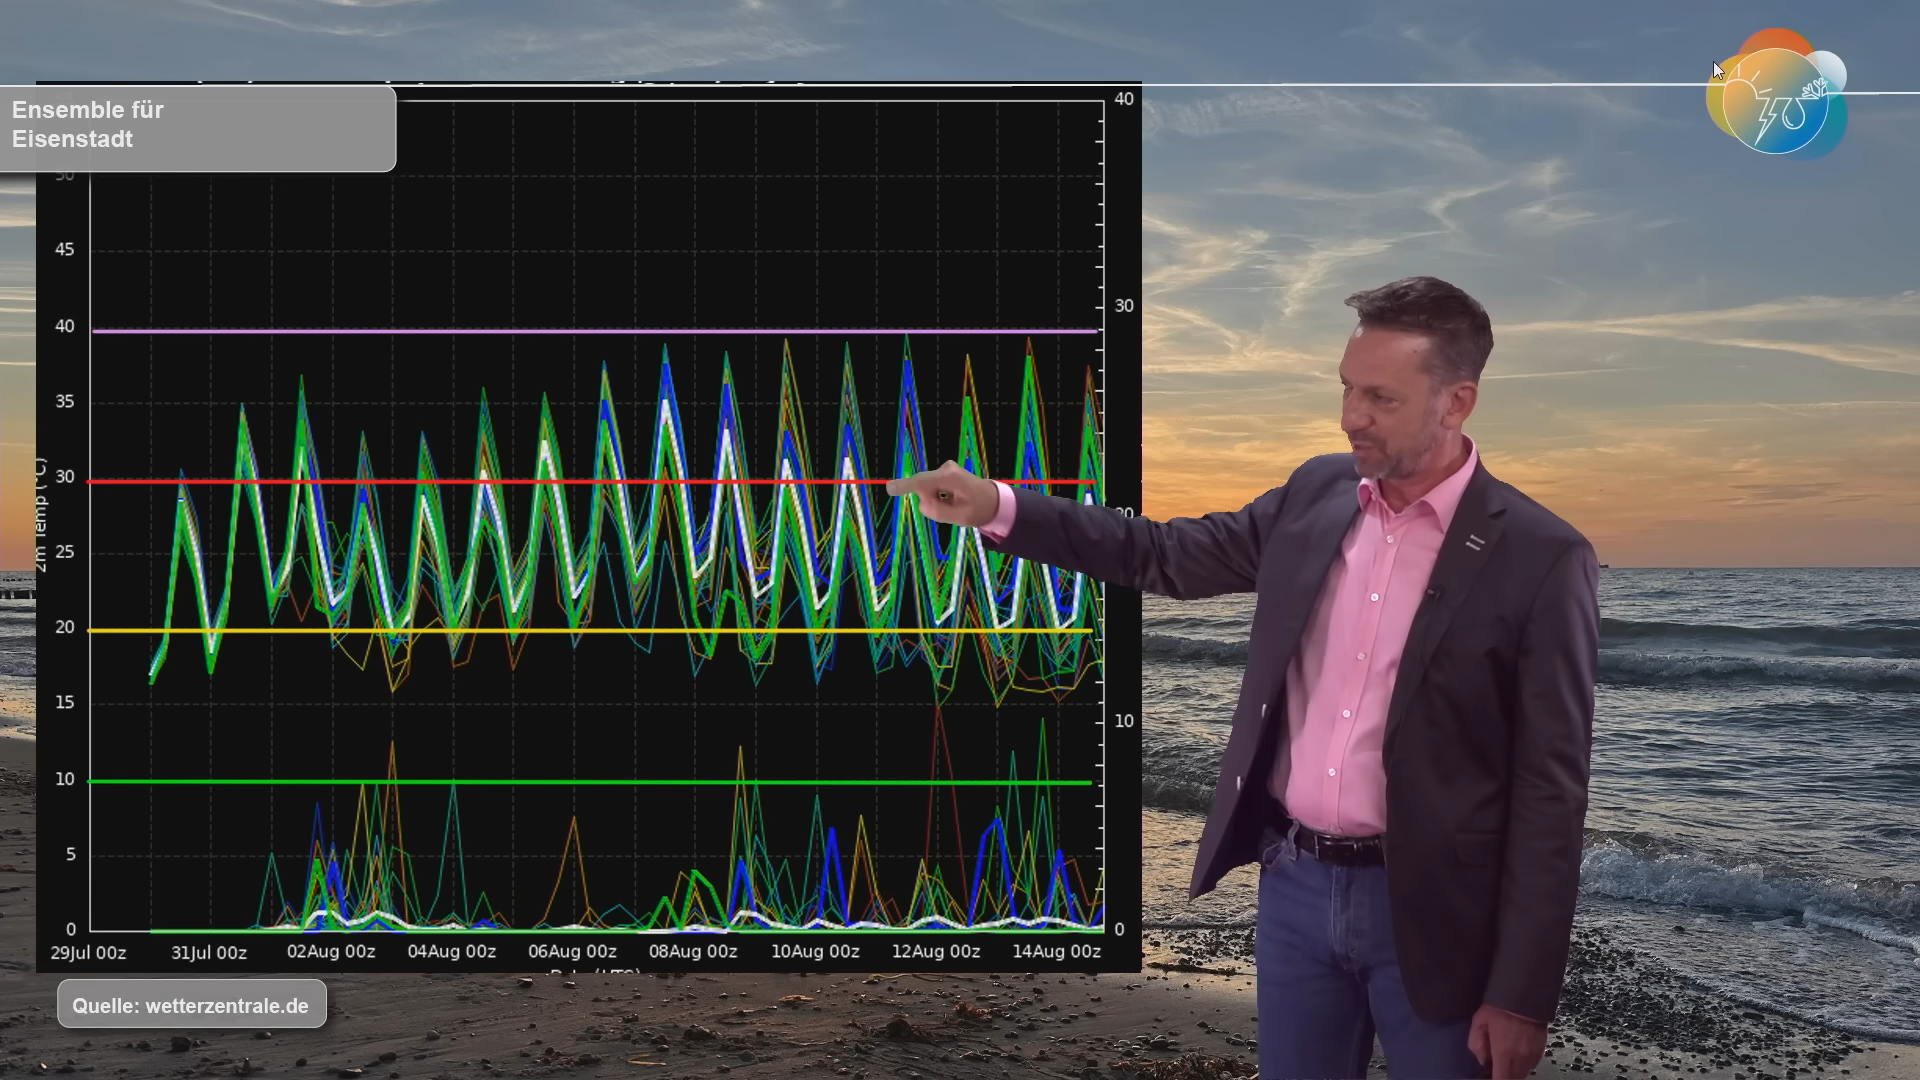 Ensemble für
Eisenstadt
50
45
40
35
30
25
20
15
10
5
0
2m Temp (°C)
40
30
20
10
0
29Jul 00z
31Jul 00z
02Aug 00z
04Aug 00z
06Aug 00z
08Aug 00z
10Aug 00z
12Aug 00z
14Aug 00z
Quelle: wetterzentrale.de